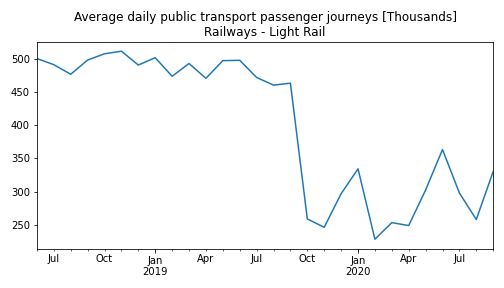 Average daily public transport passenger journeys [Thousands]
Railways - Light Rail
500
450
400
350
300
250
Jul
Oct
Jan
2019
Apr
Jul
Oct
Jan
2020
Apr
Jul